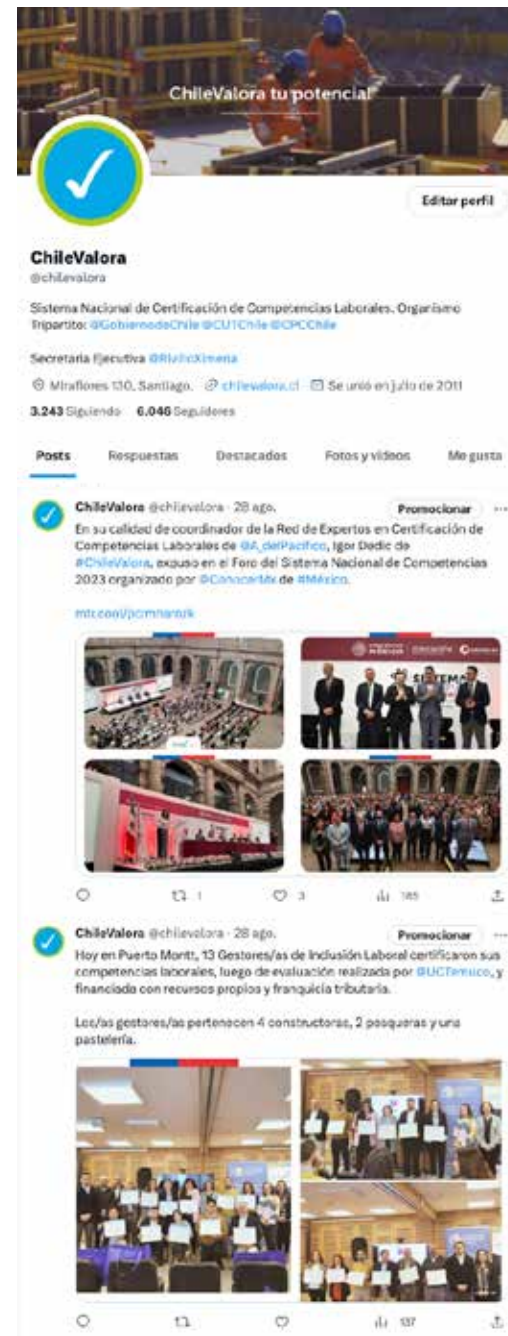 ChileValora tu potencial
Editar perfil
ChileValora
@chilevalora
Sistema Nacional de Certificación de Competencias Laborales. Organismo
Tripartito: @GobiernodeChile @CUTChile @CPCChile
Secretaria Ejecutiva @RiviloXimena
Miraflores 130, Santiago. chilevalora.cl Se unió en julio de 2011
3.243 Siguiendo 6.046 Seguidores
Posts Respuestas Destacados Fotos y videos Me gusta
ChileValora @chilevalora · 28 ago. Promocionar ...
En su calidad de coordinador de la Red de Expertos en Certificación de
Competencias Laborales de @A_delPacifico, Igor Dedic de
#ChileValora, expuso en el Foro del Sistema Nacional de Competencias
2023 organizado por @ConocerMx de #México.
MÉXICO EDUCACIÓN
SISTEMA
1 3 185
ChileValora @chilevalora · 28 ago. Promocionar ...
Hoy en Puerto Montt, 13 Gestores/as de Inclusión Laboral certificaron sus
competencias laborales, luego de evaluación realizada por @UCTemuco, y
financiada con recursos propios y franquicia tributaria.
Los/as gestores/as pertenecen 4 constructoras, 2 pesqueras y una
pastelería.
137